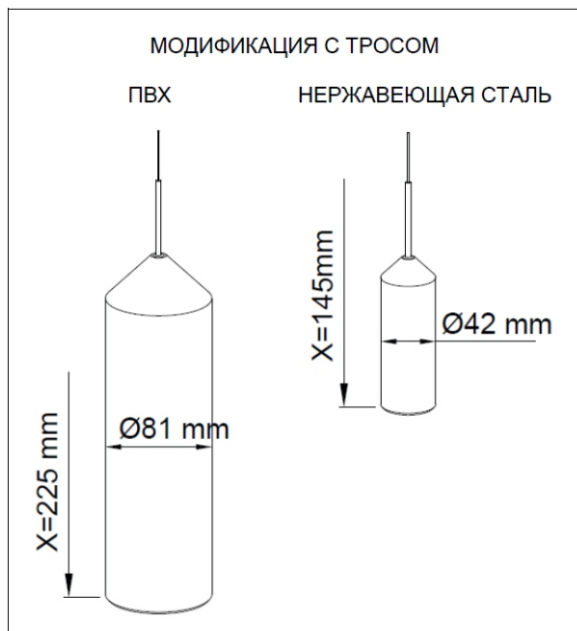 МОДИФИКАЦИЯ С ТРОСОМ
ПВХ
НЕРЖАВЕЮЩАЯ СТАЛЬ
X=145mm
Ø42 mm
Ø81 mm
X=225 mm